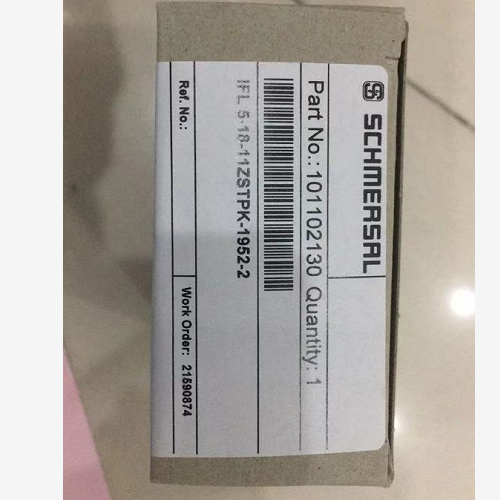 SCHMERSAL
Part No.: 101102130 Quantity: 1
IFL 5-18-11ZSTPK-1952-2
Ref. No.:
Work Order: 21590874